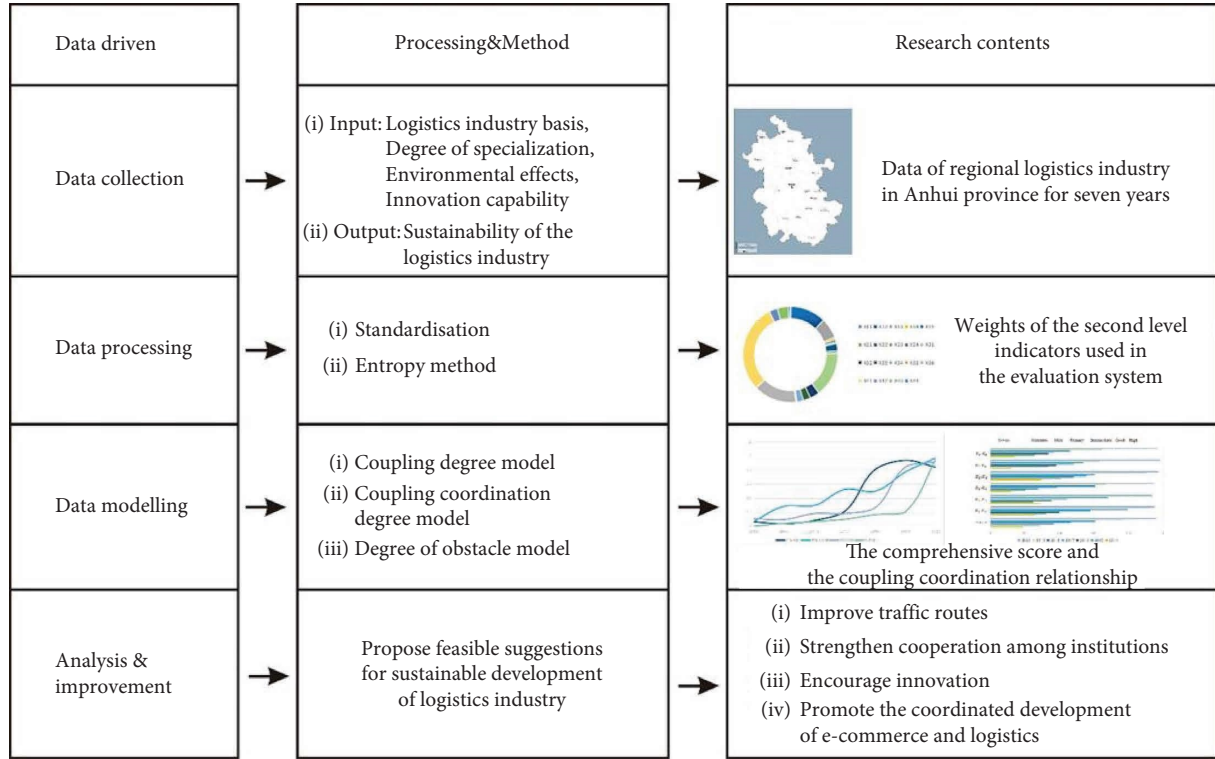 Data driven
Processing&Method
Research contents
Data collection
(i) Input: Logistics industry basis,
Degree of specialization,
Environmental effects,
Innovation capability
(ii) Output: Sustainability of the
logistics industry
Data of regional logistics industry
in Anhui province for seven years
Data processing
(i) Standardisation
(ii) Entropy method
Weights of the second level
indicators used in
the evaluation system
Data modelling
(i) Coupling degree model
(ii) Coupling coordination
degree model
(iii) Degree of obstacle model
The comprehensive score and
the coupling coordination relationship
Analysis &
improvement
Propose feasible suggestions
for sustainable development
of logistics industry
(i) Improve traffic routes
(ii) Strengthen cooperation among institutions
(iii) Encourage innovation
(iv) Promote the coordinated development
of e-commerce and logistics